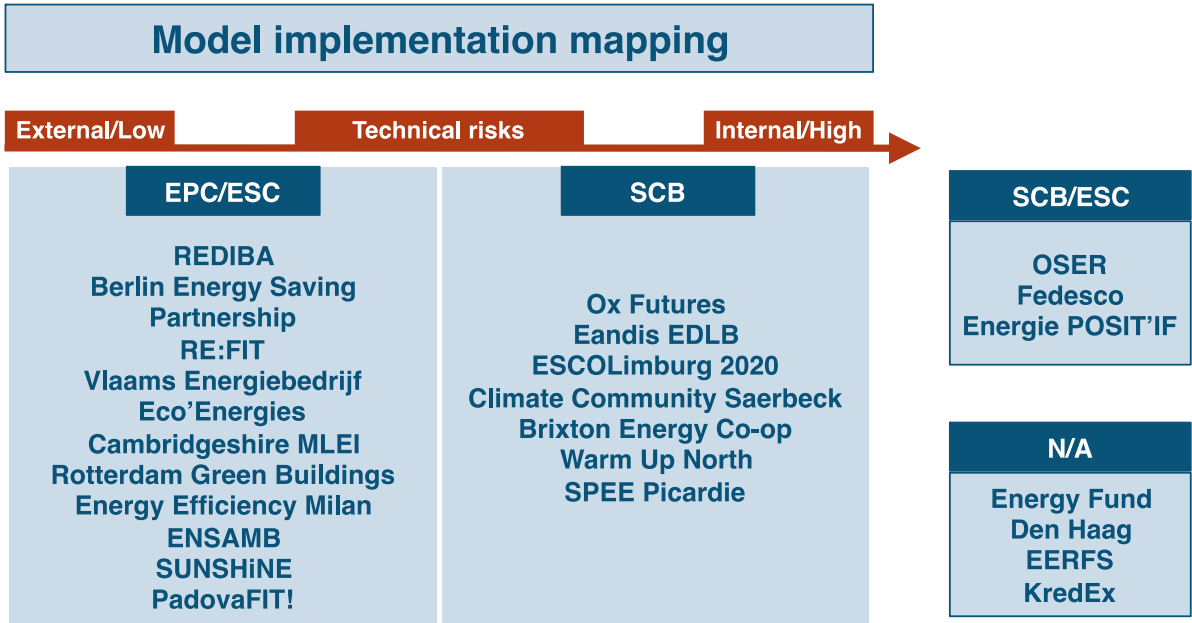 Model implementation mapping
External/Low
Technical risks
Internal/High
EPC/ESC
REDIBA
Berlin Energy Saving
Partnership
RE:FIT
Vlaams Energiebedrijf
Eco’Energies
Cambridgeshire MLEI
Rotterdam Green Buildings
Energy Efficiency Milan
ENSAMB
SUNSHiNE
PadovaFIT!
SCB
Ox Futures
Eandis EDLB
ESCOLimburg 2020
Climate Community Saerbeck
Brixton Energy Co-op
Warm Up North
SPEE Picardie
SCB/ESC
OSER
Fedesco
Energie POSIT’IF
N/A
Energy Fund
Den Haag
EERFS
KredEx